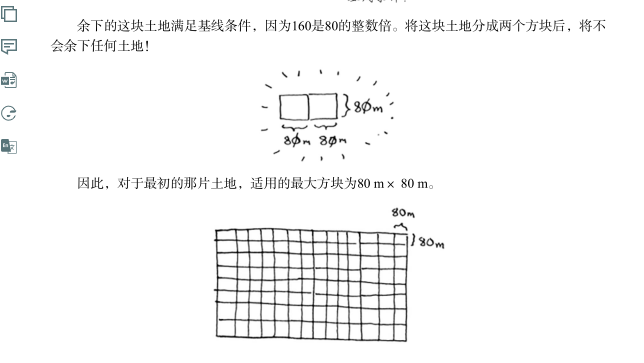 余下的这块土地满足基线条件，因为160是80的整数倍。将这块土地分成两个方块后，将不
会余下任何土地！
80m
80m 80m
因此，对于最初的那片土地，适用的最大方块为80 m× 80 m。
80m
80m